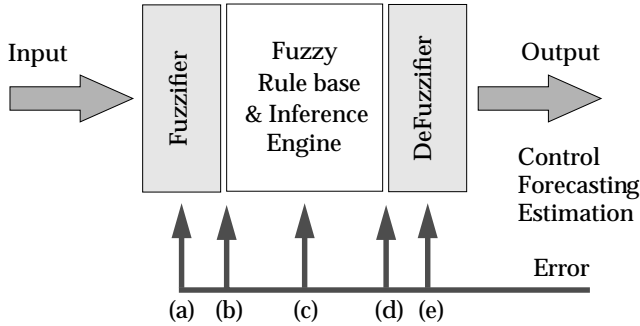 Input
Fuzzifier
Fuzzy
Rule base
& Inference
Engine
DeFuzzifier
Output
Control
Forecasting
Estimation
Error
(a) (b) (c) (d) (e)